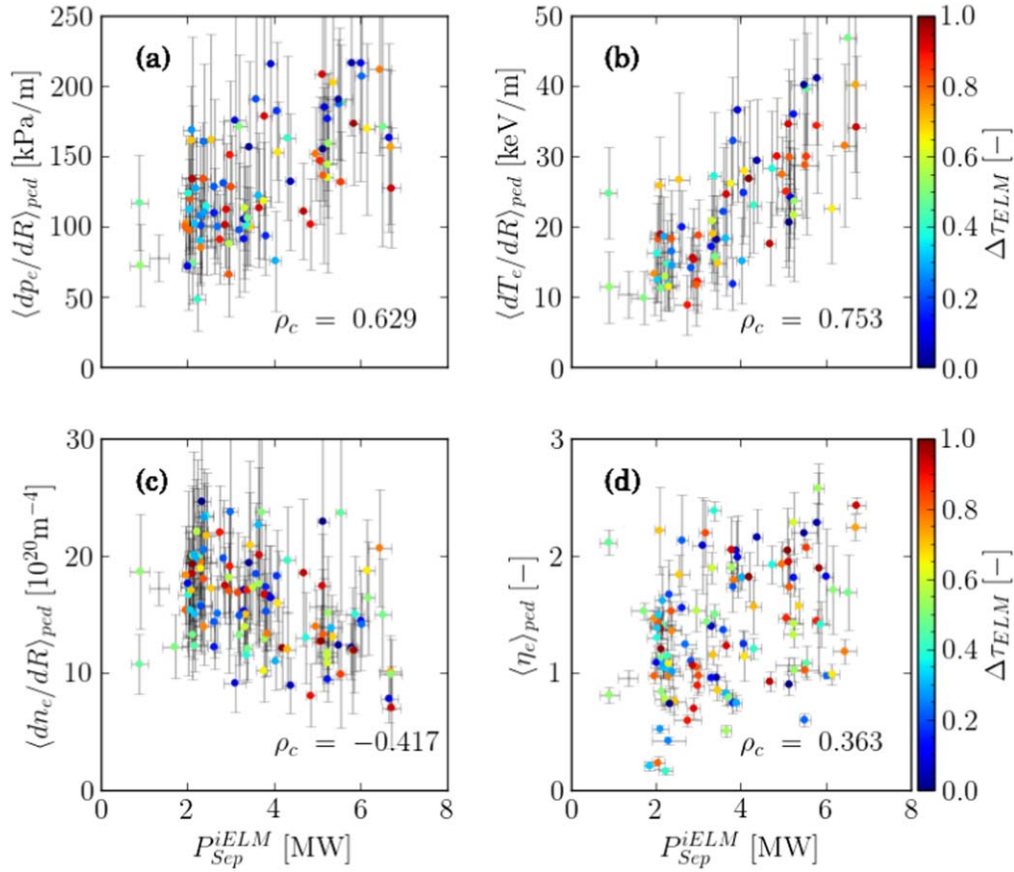 (a)
250
200
150
100
50
0
⟨dp_e/dR⟩_ped [kPa/m]
ρ_c = 0.629
(b)
50
40
30
20
10
0
⟨dT_e/dR⟩_ped [keV/m]
ρ_c = 0.753
1.0
0.8
0.6
0.4
0.2
0.0
Δτ_ELM [−]
(c)
30
20
10
0
⟨dn_e/dR⟩_ped [10^20 m^−4]
ρ_c = −0.417
0 2 4 6 8
P_Sep^iELM [MW]
(d)
3
2
1
0
⟨η_e⟩_ped [−]
ρ_c = 0.363
0 2 4 6 8
P_Sep^iELM [MW]
1.0
0.8
0.6
0.4
0.2
0.0
Δτ_ELM [−]